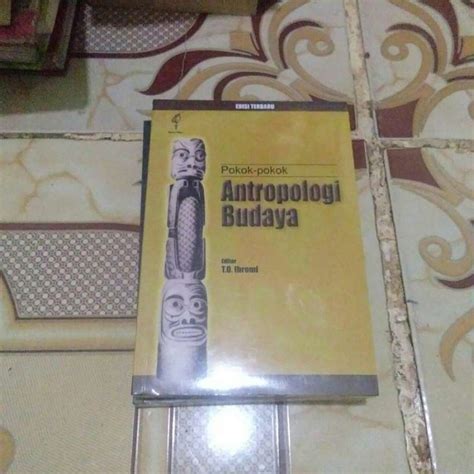 EDISI TERBARU
Pokok-pokok
Antropologi
Budaya
Editor
T.O. Ihromi